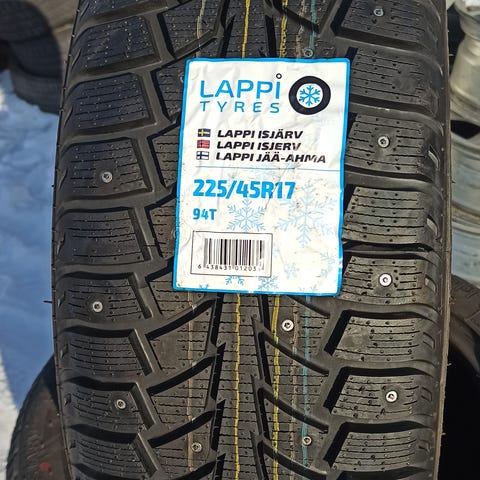 LAPPI
TYRES
LAPPI ISJÄRV
LAPPI ISJERV
LAPPI JÄÄ-AHMA
225/45R17
94T